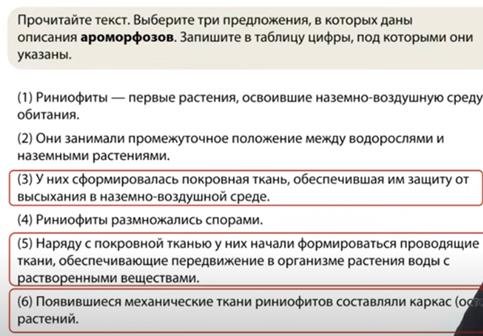 Прочитайте текст. Выберите три предложения, в которых даны
описания ароморфозов. Запишите в таблицу цифры, под которыми они
указаны.
(1) Риниофиты — первые растения, освоившие наземно-воздушную среду
обитания.
(2) Они занимали промежуточное положение между водорослями и
наземными растениями.
(3) У них сформировалась покровная ткань, обеспечившая им защиту от
высыхания в наземно-воздушной среде.
(4) Риниофиты размножались спорами.
(5) Наряду с покровной тканью у них начали формироваться проводящие
ткани, обеспечивающие передвижение в организме растения воды с
растворенными веществами.
(6) Появившиеся механические ткани риниофитов составляли каркас
растений.